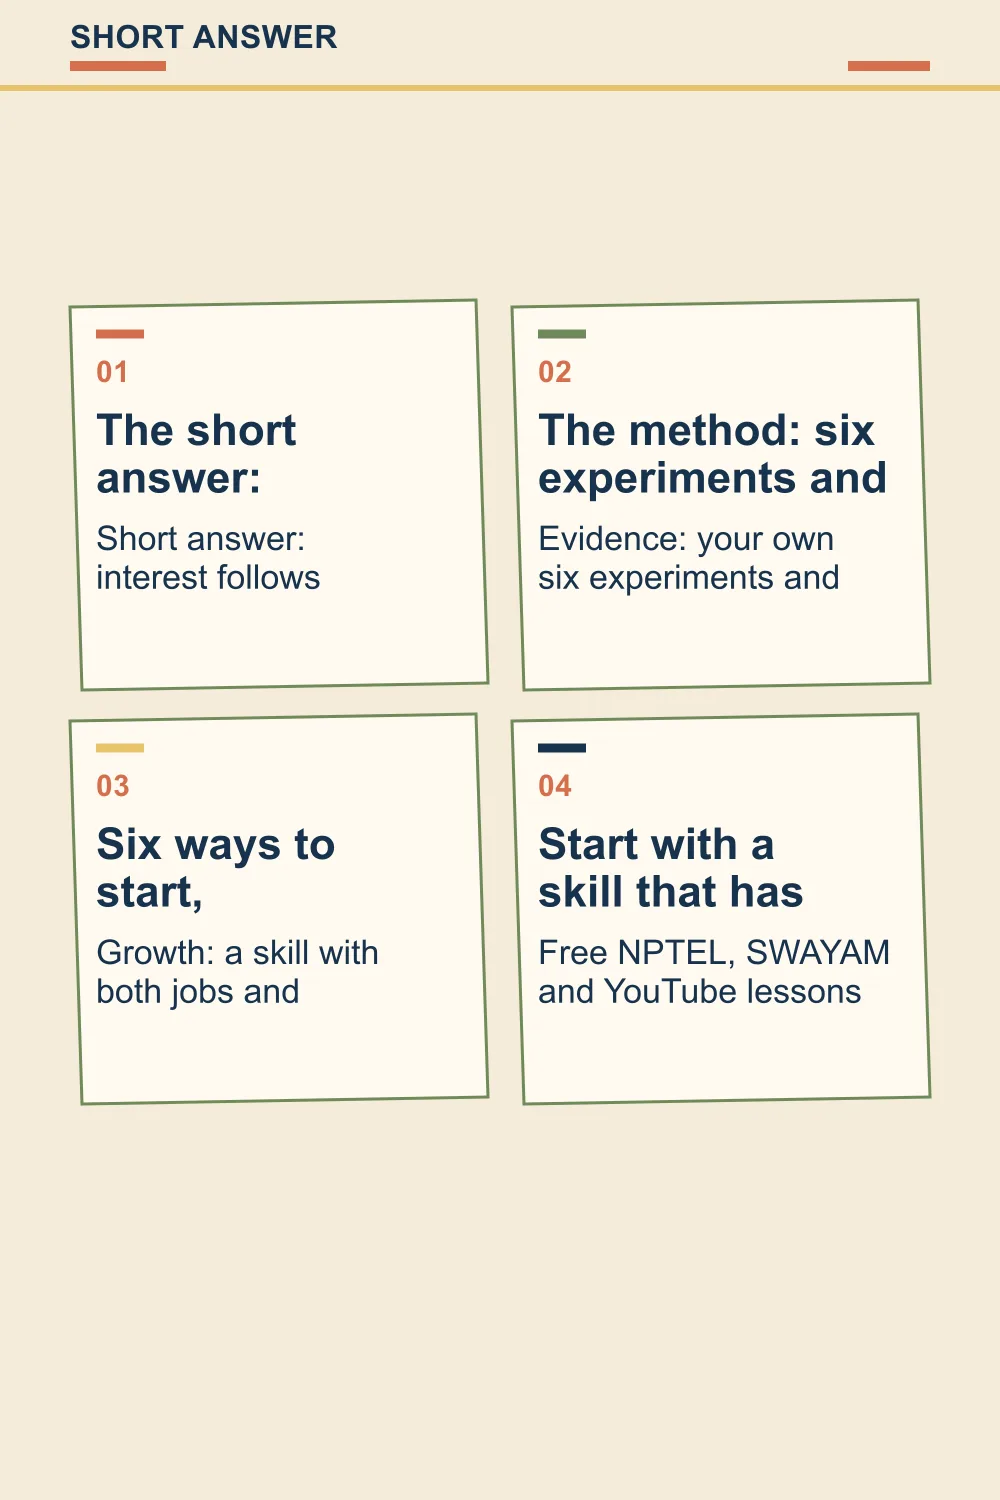 SHORT ANSWER
01
The short
answer:
Short answer:
interest follows
02
The method: six
experiments and
Evidence: your own
six experiments and
03
Six ways to
start,
Growth: a skill with
both jobs and
04
Start with a
skill that has
Free NPTEL, SWAYAM
and YouTube lessons